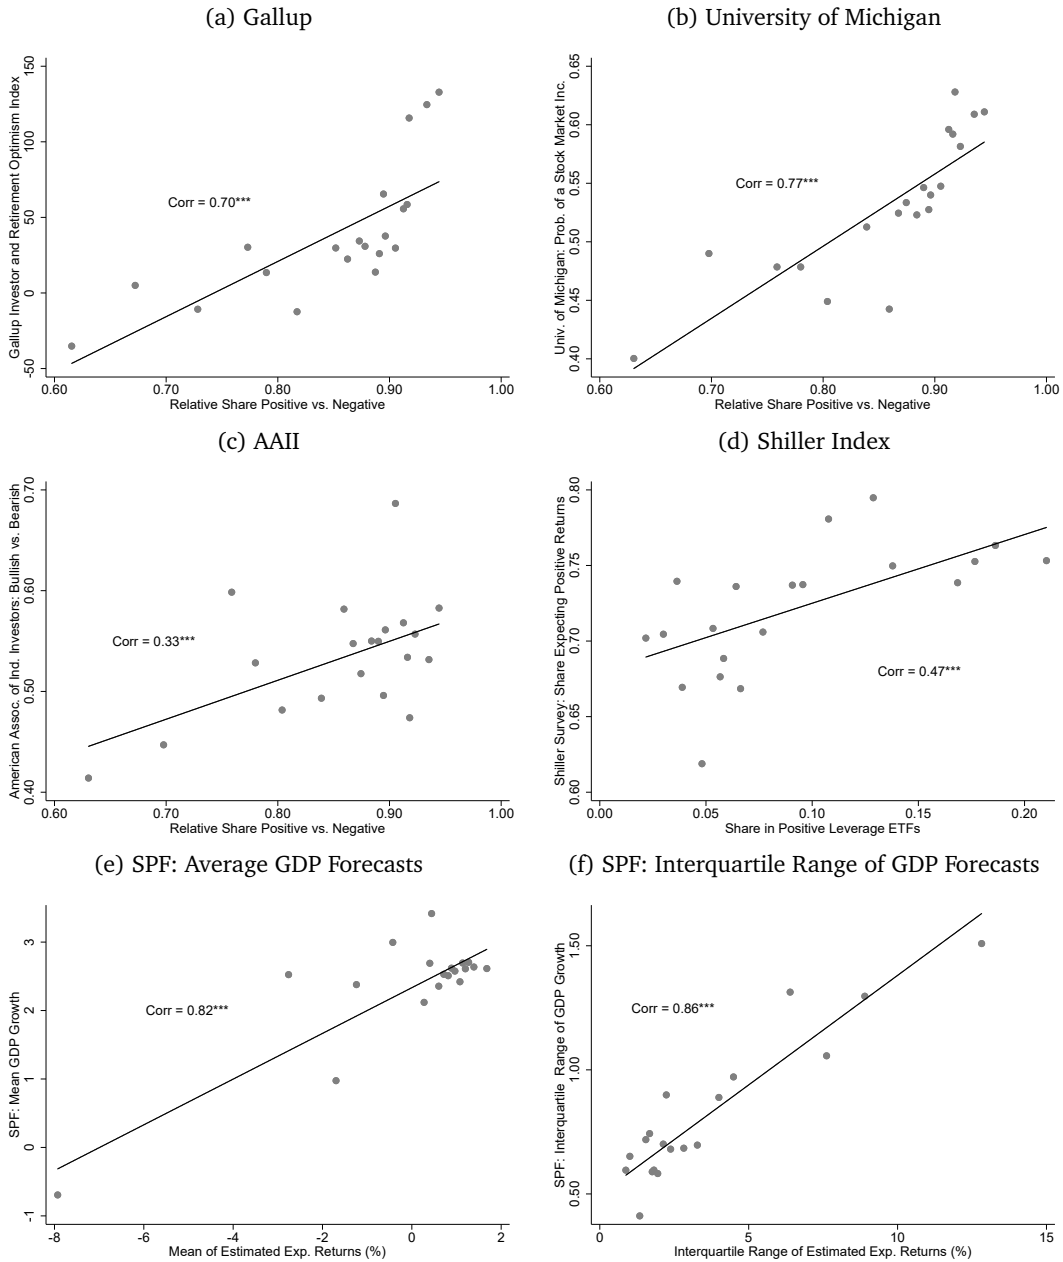 (a) Gallup
Gallup Investor and Retirement Optimism Index
150
100
50
0
-50
Corr = 0.70***
0.60 0.70 0.80 0.90 1.00
Relative Share Positive vs. Negative
(b) University of Michigan
Univ. of Michigan: Prob. of a Stock Market Inc.
0.65
0.60
0.55
0.50
0.45
0.40
Corr = 0.77***
0.60 0.70 0.80 0.90 1.00
Relative Share Positive vs. Negative
(c) AAII
American Assoc. of Ind. Investors: Bullish vs. Bearish
0.70
0.60
0.50
0.40
Corr = 0.33***
0.60 0.70 0.80 0.90 1.00
Relative Share Positive vs. Negative
(d) Shiller Index
Shiller Survey: Share Expecting Positive Returns
0.80
0.75
0.70
0.65
0.60
Corr = 0.47***
0.00 0.05 0.10 0.15 0.20
Share in Positive Leverage ETFs
(e) SPF: Average GDP Forecasts
SPF: Mean GDP Growth
3
2
1
0
-1
Corr = 0.82***
-8 -6 -4 -2 0 2
Mean of Estimated Exp. Returns (%)
(f) SPF: Interquartile Range of GDP Forecasts
SPF: Interquartile Range of GDP Growth
1.50
1.00
0.50
Corr = 0.86***
0 5 10 15
Interquartile Range of Estimated Exp. Returns (%)